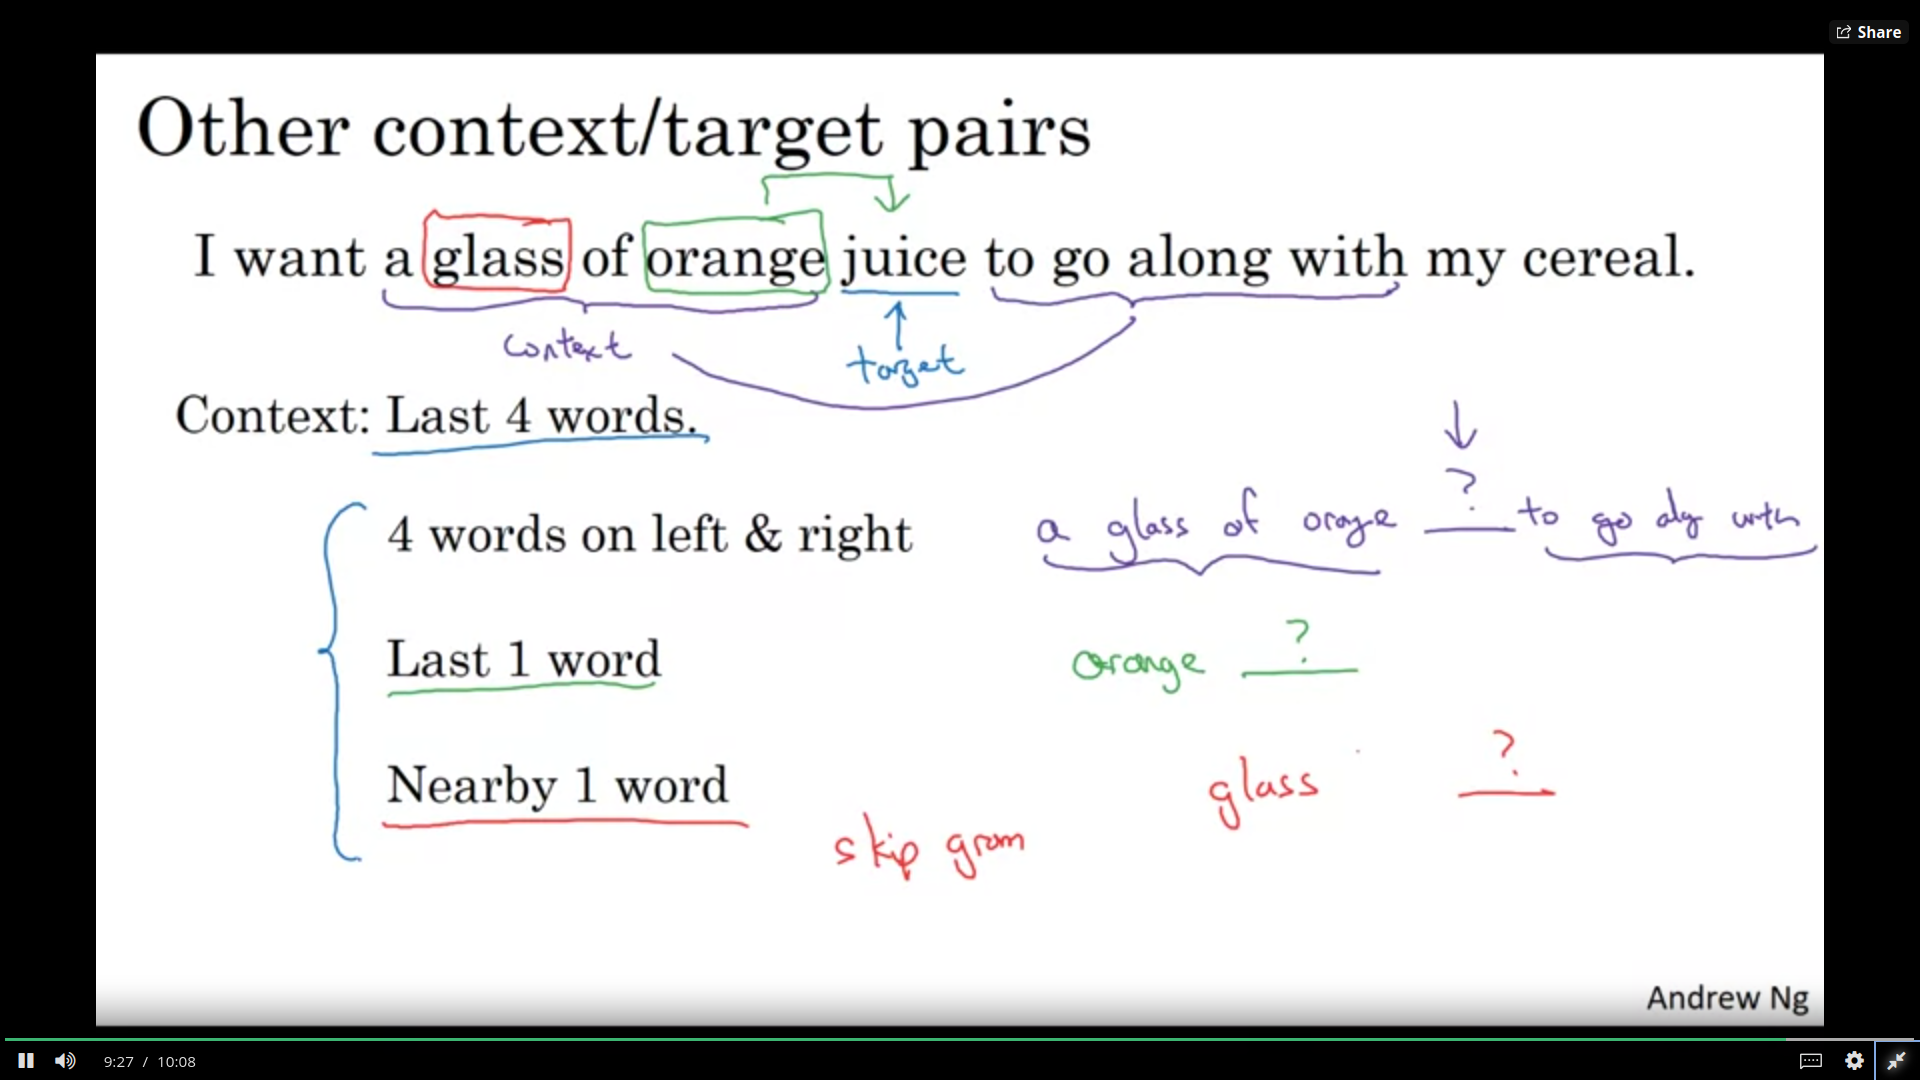 Share
Other context/target pairs
I want a glass of orange juice to go along with my cereal.
context
target
Context: Last 4 words.
4 words on left & right
a glass of orange ? to go alg with
Last 1 word
orange ?
Nearby 1 word
glass ?
skip gram
Andrew Ng
9:27 / 10:08